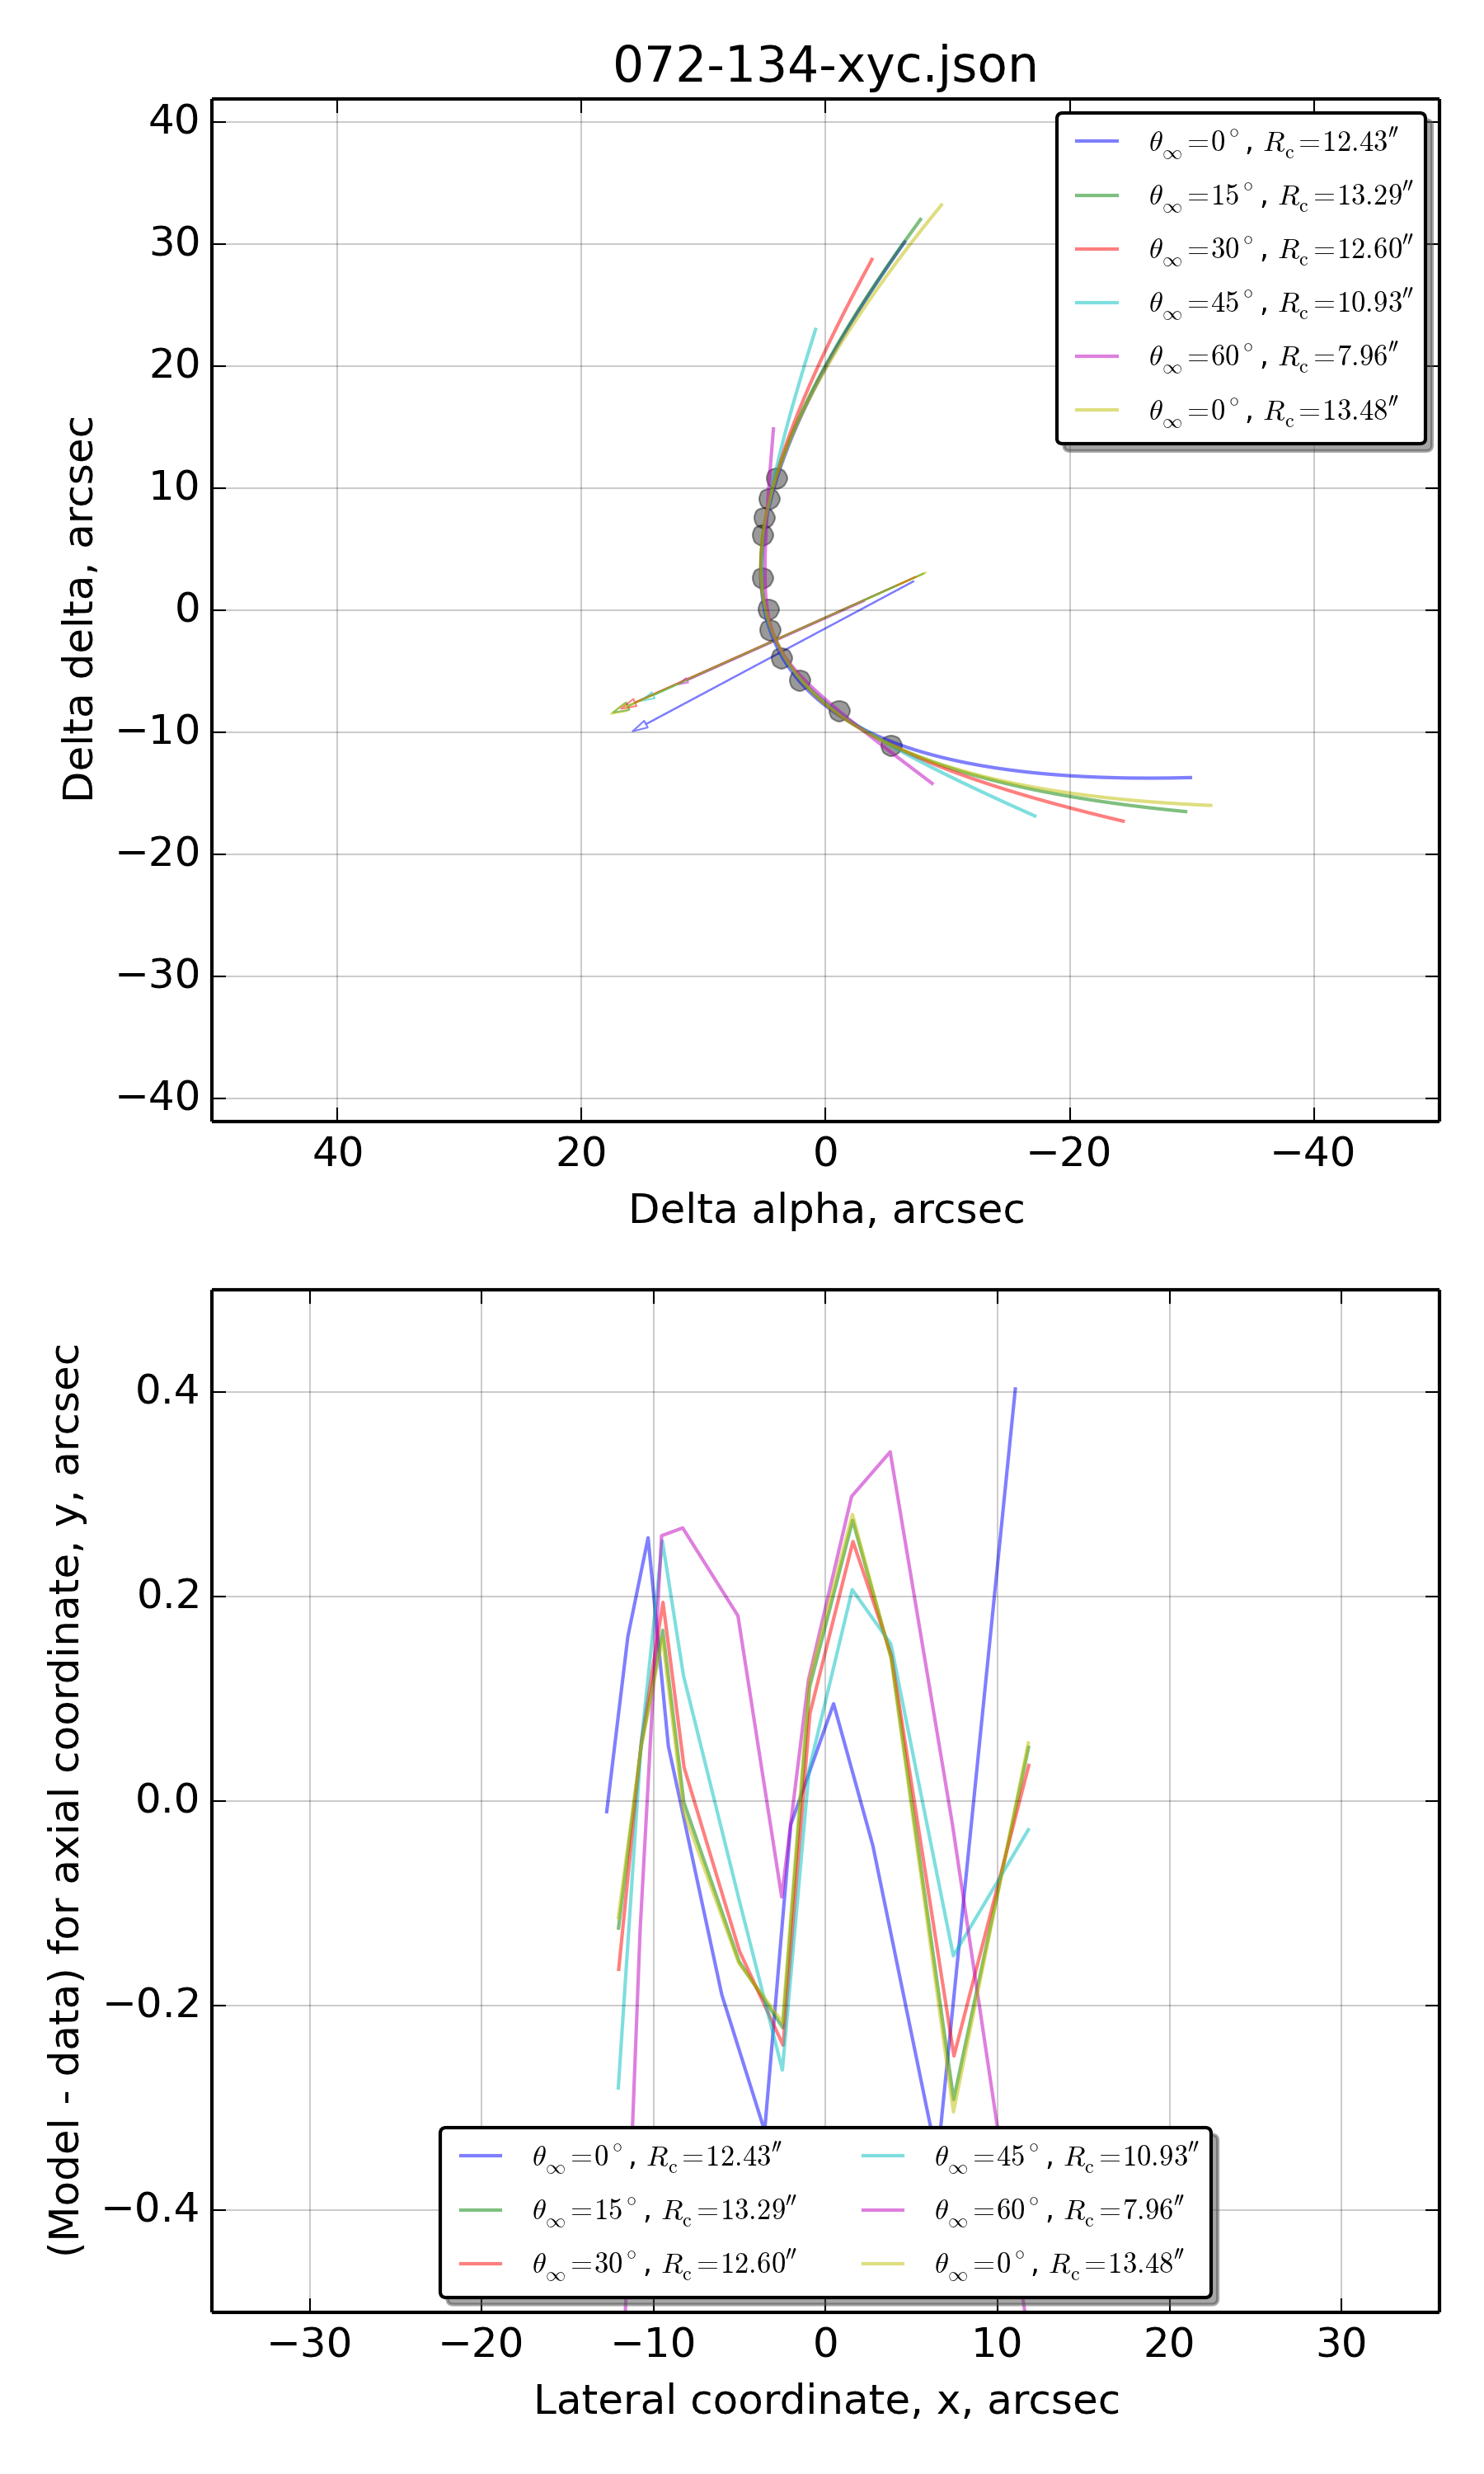 072-134-xyc.json
40
30
20
10
0
−10
−20
−30
−40
Delta delta, arcsec
θ∞=0°, Rc=12.43″
θ∞=15°, Rc=13.29″
θ∞=30°, Rc=12.60″
θ∞=45°, Rc=10.93″
θ∞=60°, Rc=7.96″
θ∞=0°, Rc=13.48″
40 20 0 −20 −40
Delta alpha, arcsec
0.4
0.2
0.0
−0.2
−0.4
(Model - data) for axial coordinate, y, arcsec
θ∞=0°, Rc=12.43″ θ∞=45°, Rc=10.93″
θ∞=15°, Rc=13.29″ θ∞=60°, Rc=7.96″
θ∞=30°, Rc=12.60″ θ∞=0°, Rc=13.48″
−30 −20 −10 0 10 20 30
Lateral coordinate, x, arcsec